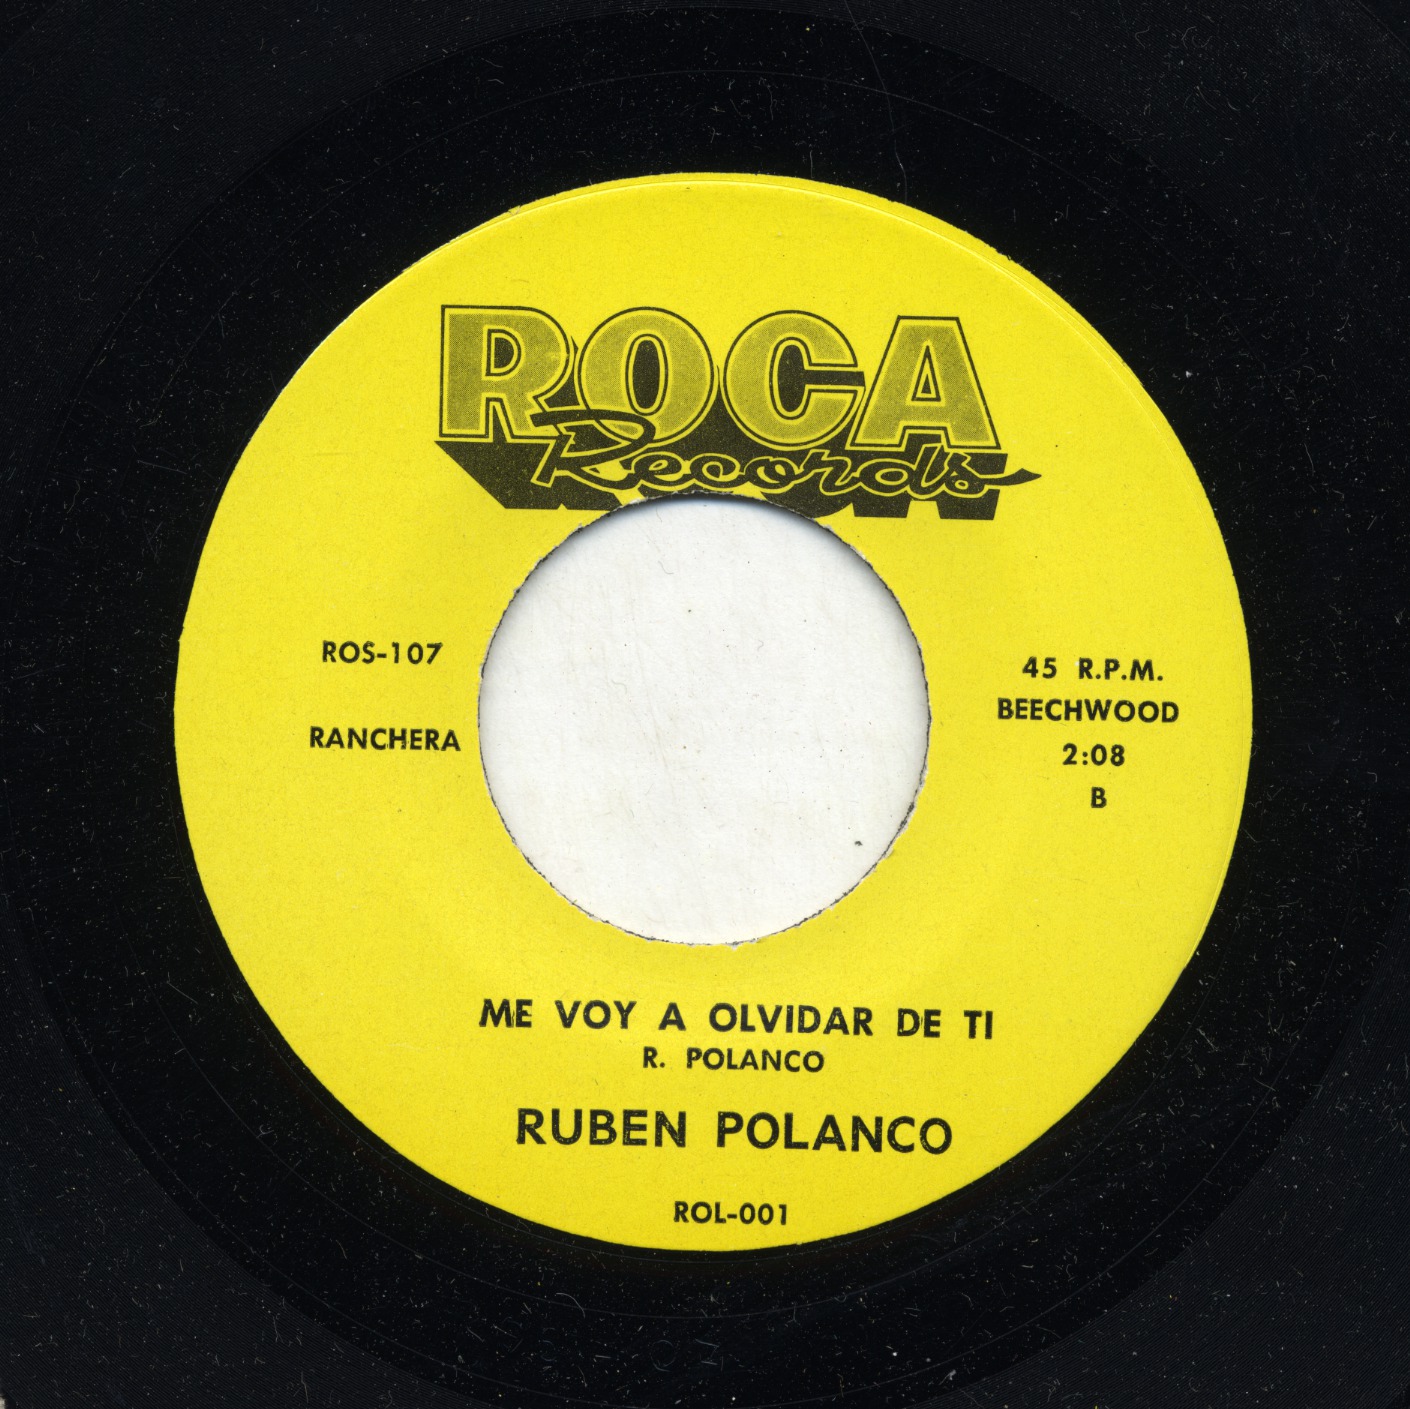 ROCA
Records
ROS-107
RANCHERA
45 R.P.M.
BEECHWOOD
2:08
B
ME VOY A OLVIDAR DE TI
R. POLANCO
RUBEN POLANCO
ROL-001